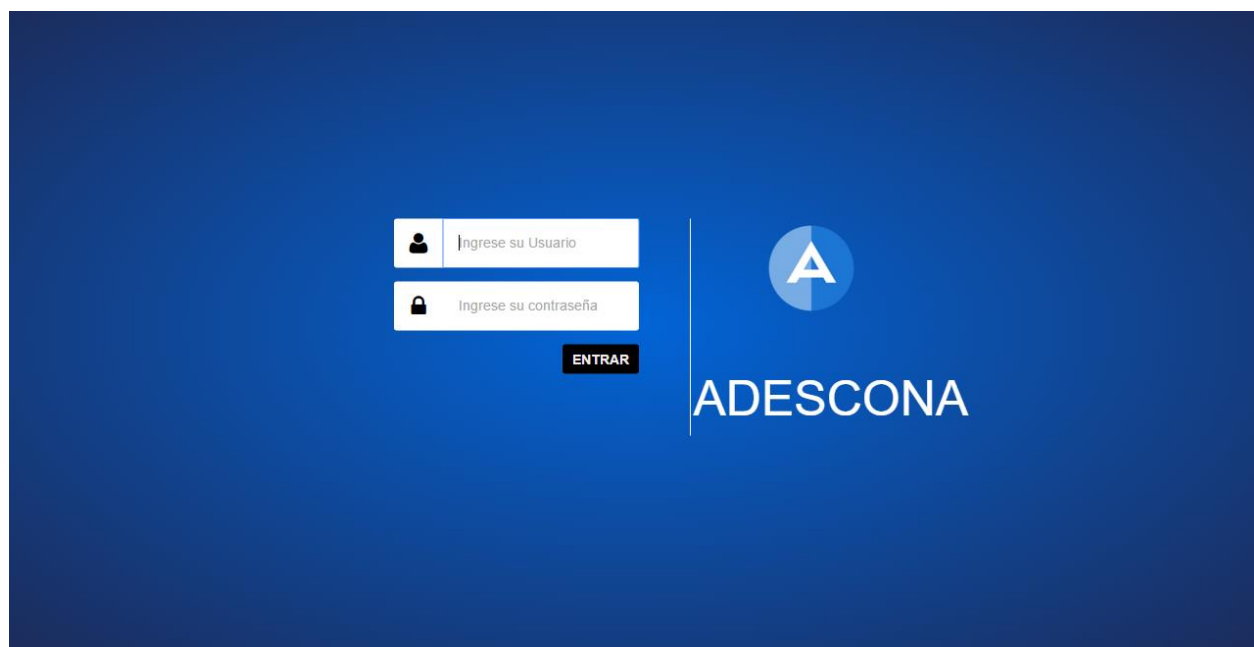 Ingrese su Usuario
Ingrese su contraseña
ENTRAR
A
ADESCONA